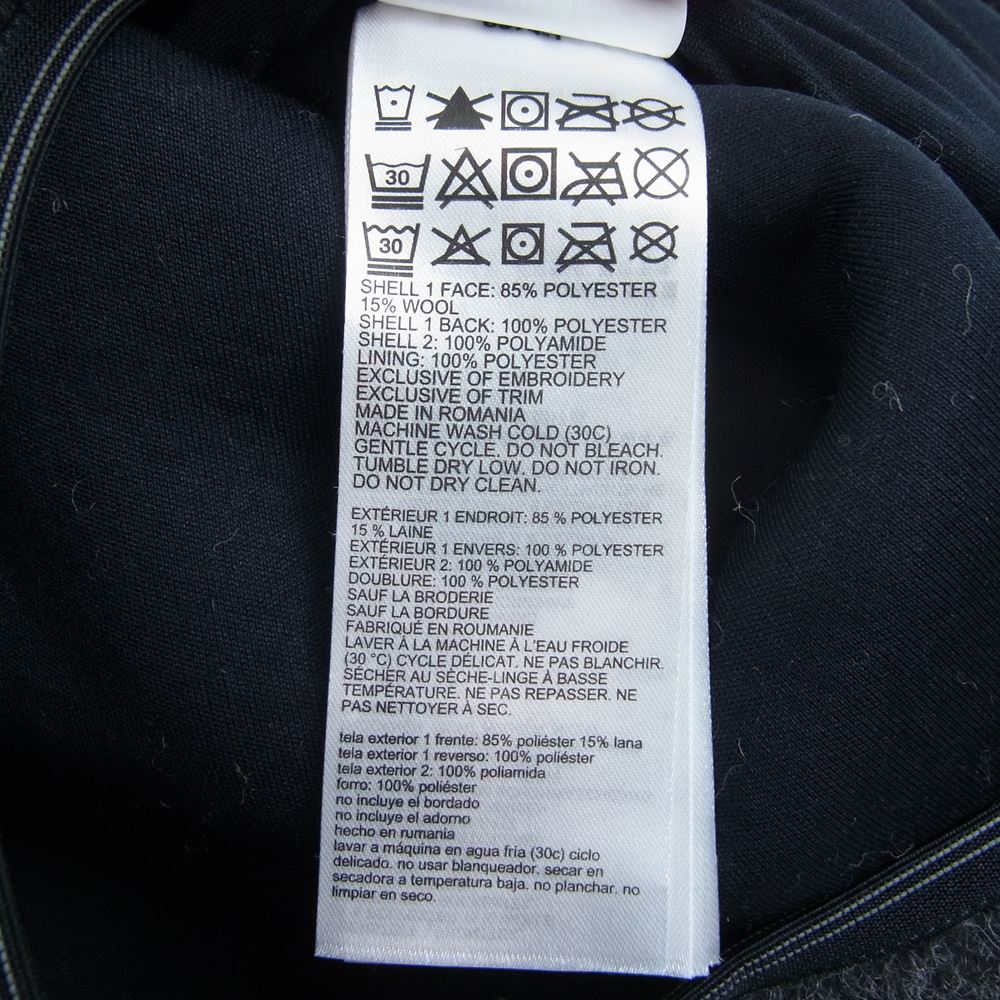 30
30
SHELL 1 FACE: 85% POLYESTER
15% WOOL
SHELL 1 BACK: 100% POLYESTER
SHELL 2: 100% POLYAMIDE
LINING: 100% POLYESTER
EXCLUSIVE OF EMBROIDERY
EXCLUSIVE OF TRIM
MADE IN ROMANIA
MACHINE WASH COLD (30C)
GENTLE CYCLE. DO NOT BLEACH.
TUMBLE DRY LOW. DO NOT IRON.
DO NOT DRY CLEAN.
EXTÉRIEUR 1 ENDROIT: 85 % POLYESTER
15 % LAINE
EXTÉRIEUR 1 ENVERS: 100 % POLYESTER
EXTÉRIEUR 2: 100 % POLYAMIDE
DOUBLURE: 100 % POLYESTER
SAUF LA BRODERIE
SAUF LA BORDURE
FABRIQUÉ EN ROUMANIE
LAVER À LA MACHINE À L'EAU FROIDE
(30 °C) CYCLE DÉLICAT. NE PAS BLANCHIR.
SÉCHER AU SÈCHE-LINGE À BASSE
TEMPÉRATURE. NE PAS REPASSER. NE
PAS NETTOYER À SEC.
tela exterior 1 frente: 85% poliéster 15% lana
tela exterior 1 reverso: 100% poliéster
tela exterior 2: 100% poliamida
forro: 100% poliéster
no incluye el bordado
no incluye el adorno
hecho en rumania
lavar a máquina en agua fría (30c) ciclo
delicado. no usar blanqueador. secar en
secadora a temperatura baja. no planchar. no
limpiar en seco.